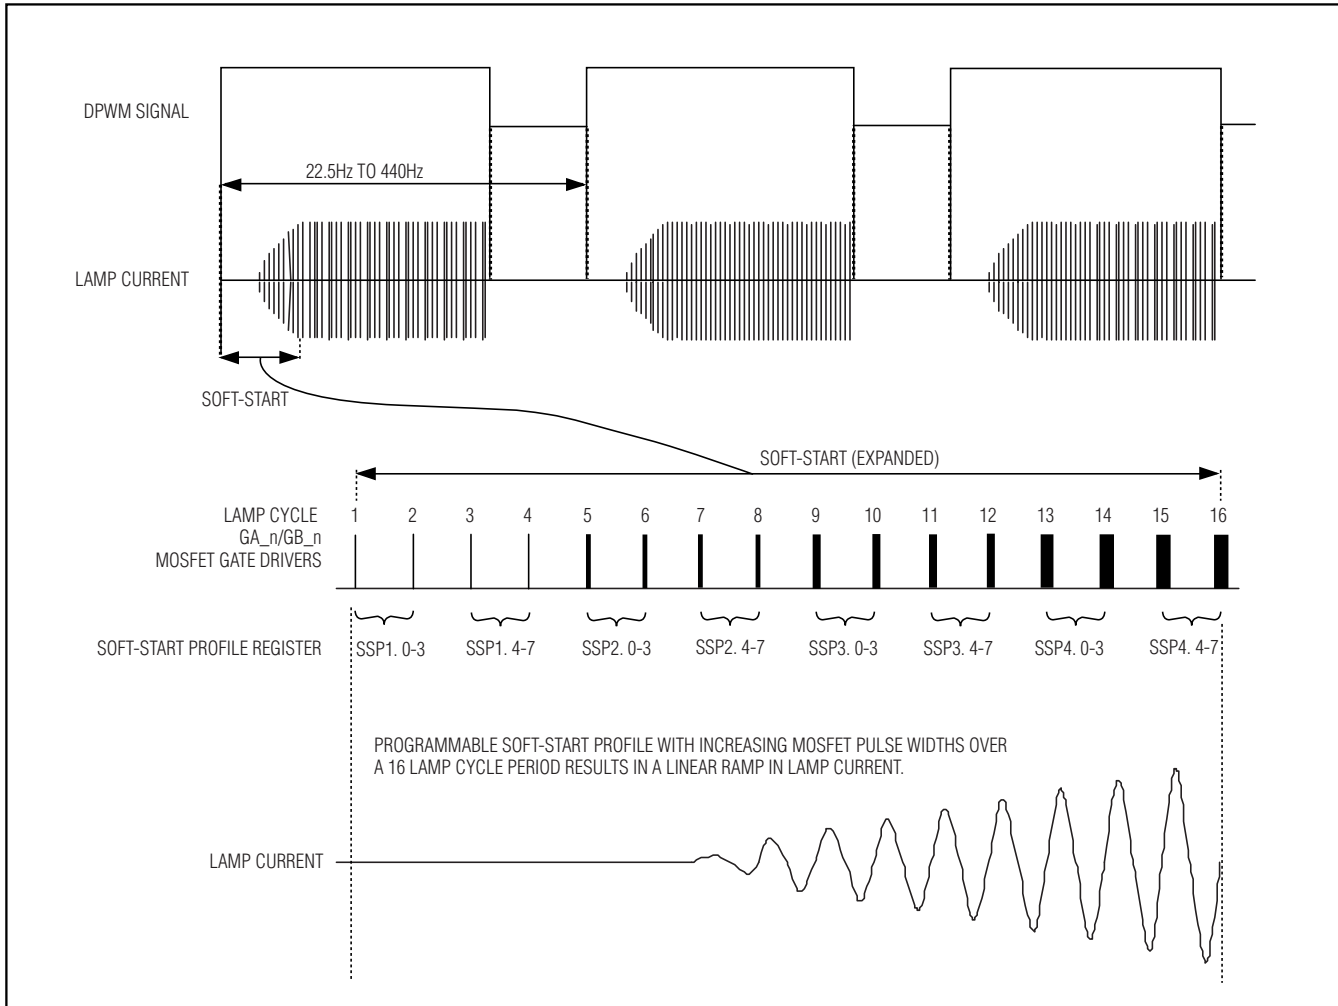 DPWM SIGNAL
22.5Hz TO 440Hz
LAMP CURRENT
SOFT-START
SOFT-START (EXPANDED)
LAMP CYCLE 1 2 3 4 5 6 7 8 9 10 11 12 13 14 15 16
GA_n/GB_n
MOSFET GATE DRIVERS
SOFT-START PROFILE REGISTER SSP1. 0-3 SSP1. 4-7 SSP2. 0-3 SSP2. 4-7 SSP3. 0-3 SSP3. 4-7 SSP4. 0-3 SSP4. 4-7
PROGRAMMABLE SOFT-START PROFILE WITH INCREASING MOSFET PULSE WIDTHS OVER
A 16 LAMP CYCLE PERIOD RESULTS IN A LINEAR RAMP IN LAMP CURRENT.
LAMP CURRENT